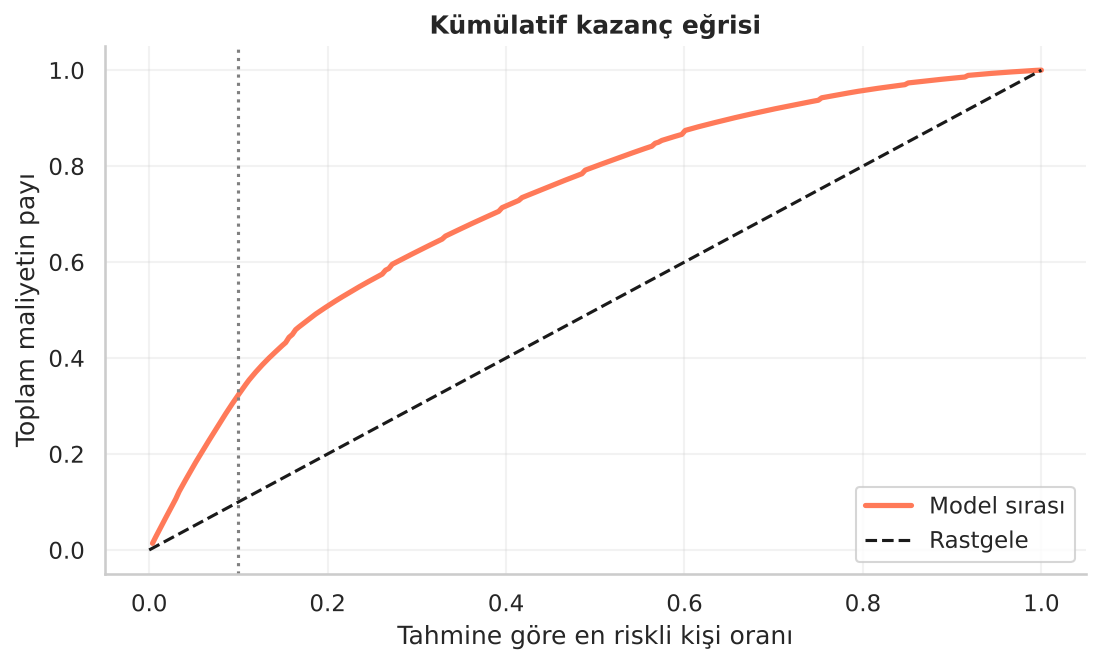 Kümülatif kazanç eğrisi
Toplam maliyetin payı
1.0
0.8
0.6
0.4
0.2
0.0
0.0 0.2 0.4 0.6 0.8 1.0
Tahmine göre en riskli kişi oranı
Model sırası
Rastgele